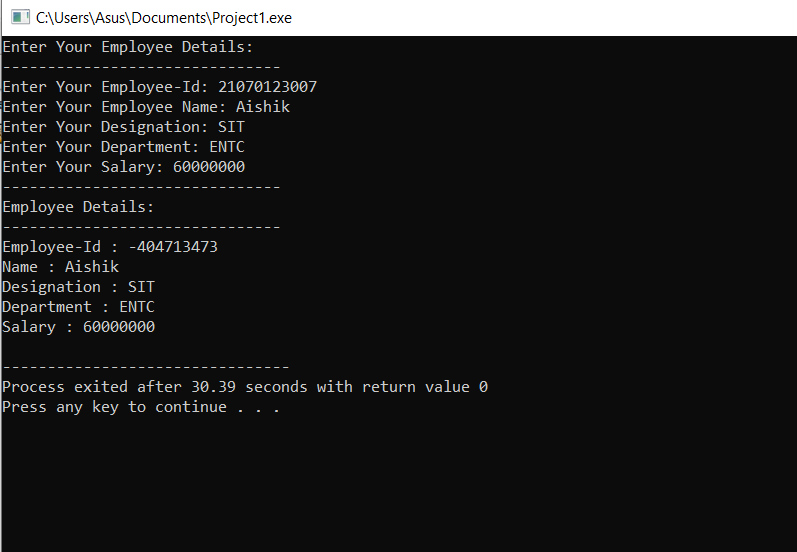 C:\Users\Asus\Documents\Project1.exe
Enter Your Employee Details:
-------------------------------
Enter Your Employee-Id: 21070123007
Enter Your Employee Name: Aishik
Enter Your Designation: SIT
Enter Your Department: ENTC
Enter Your Salary: 60000000
-------------------------------
Employee Details:
-------------------------------
Employee-Id : -404713473
Name : Aishik
Designation : SIT
Department : ENTC
Salary : 60000000
--------------------------------
Process exited after 30.39 seconds with return value 0
Press any key to continue . . .